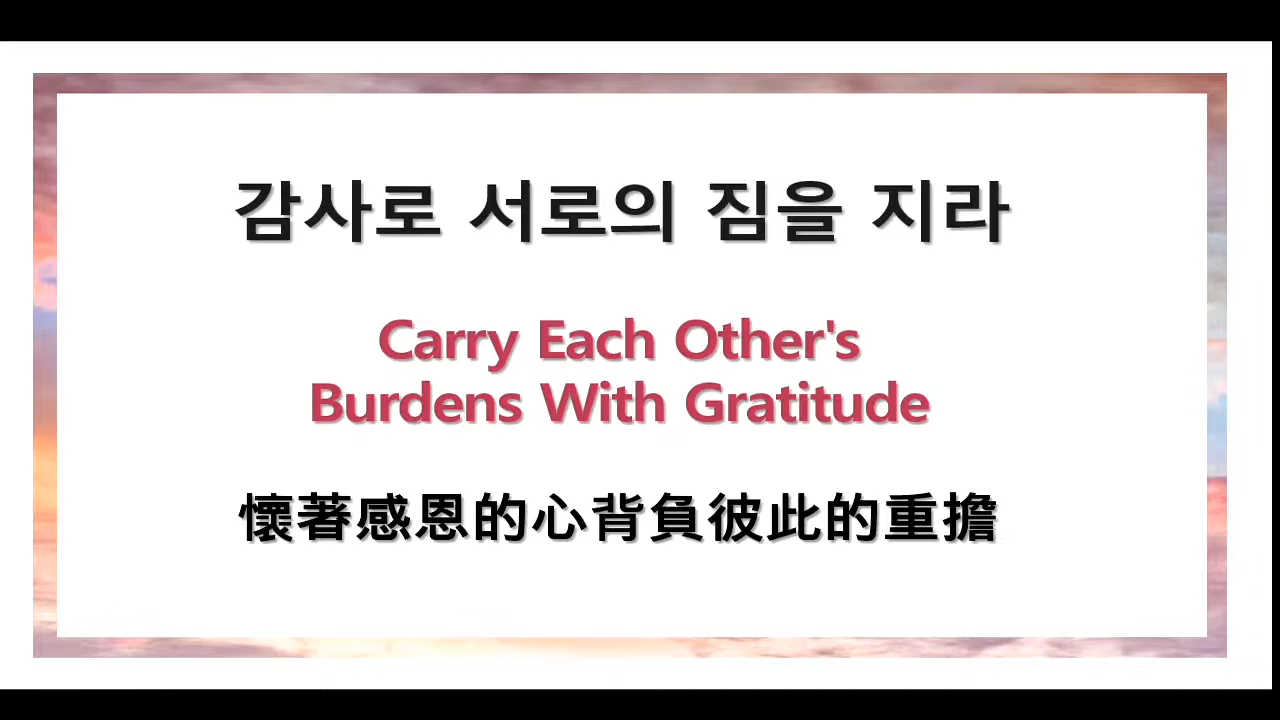 감사로 서로의 짐을 지라
Carry Each Other's
Burdens With Gratitude
懷著感恩的心背負彼此的重擔